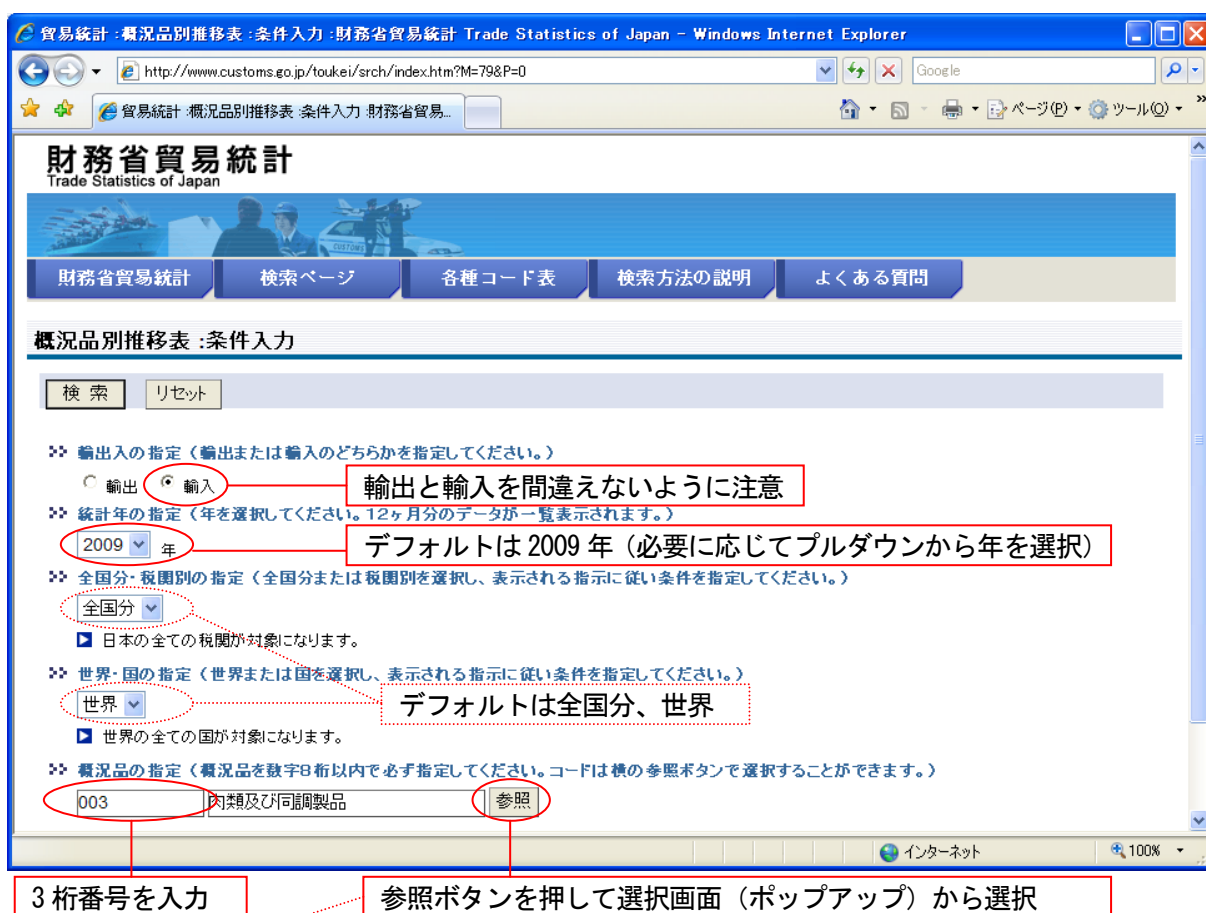 貿易統計 :概況品別推移表 :条件入力 :財務省貿易統計 Trade Statistics of Japan - Windows Internet Explorer
http://www.customs.go.jp/toukei/srch/index.htm?M=79&P=0
Google
貿易統計 :概況品別推移表 :条件入力 :財務省貿易...
ページ(P)
ツール(O)
»
財務省貿易統計
Trade Statistics of Japan
CUSTOMS
財務省貿易統計
検索ページ
各種コード表
検索方法の説明
よくある質問
概況品別推移表 :条件入力
検 索
リセット
輸出入の指定(輸出または輸入のどちらかを指定してください。)
輸出
輸入
輸出と輸入を間違えないように注意
統計年の指定(年を選択してください。12ヶ月分のデータが一覧表示されます。)
2009
年
デフォルトは 2009 年(必要に応じてプルダウンから年を選択)
全国分・税関別の指定(全国分または税関別を選択し、表示される指示に従い条件を指定してください。)
全国分
日本の全ての税関が対象になります。
世界・国の指定(世界または国を選択し、表示される指示に従い条件を指定してください。)
世界
デフォルトは全国分、世界
世界の全ての国が対象になります。
概況品の指定(概況品を数字8桁以内で必ず指定してください。コードは横の参照ボタンで選択することができます。)
003
肉類及び同調製品
参照
インターネット
100%
3 桁番号を入力
参照ボタンを押して選択画面(ポップアップ)から選択